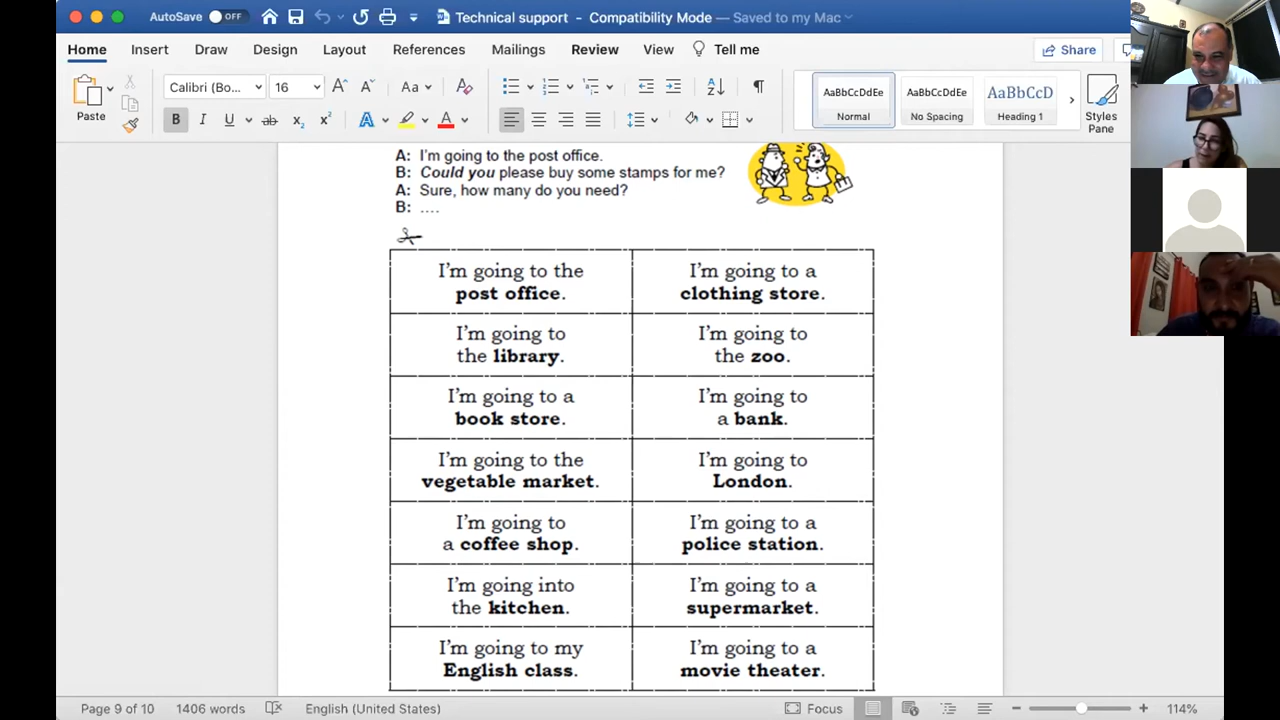 AutoSave OFF Technical support - Compatibility Mode — Saved to my Mac
Home Insert Draw Design Layout References Mailings Review View Tell me Share
Paste Calibri (Bo... 16 A A Aa A
B I U ab x₂ x² A A
AaBbCcDdEe AaBbCcDdEe AaBbCcD
Normal No Spacing Heading 1 Styles
Pane
A: I'm going to the post office.
B: Could you please buy some stamps for me?
A: Sure, how many do you need?
B: ....
I'm going to the
post office.
I'm going to a
clothing store.
I'm going to
the library.
I'm going to
the zoo.
I'm going to a
book store.
I'm going to
a bank.
I'm going to the
vegetable market.
I'm going to
London.
I'm going to
a coffee shop.
I'm going to a
police station.
I'm going into
the kitchen.
I'm going to a
supermarket.
I'm going to my
English class.
I'm going to a
movie theater.
Page 9 of 10 1406 words English (United States) Focus 114%